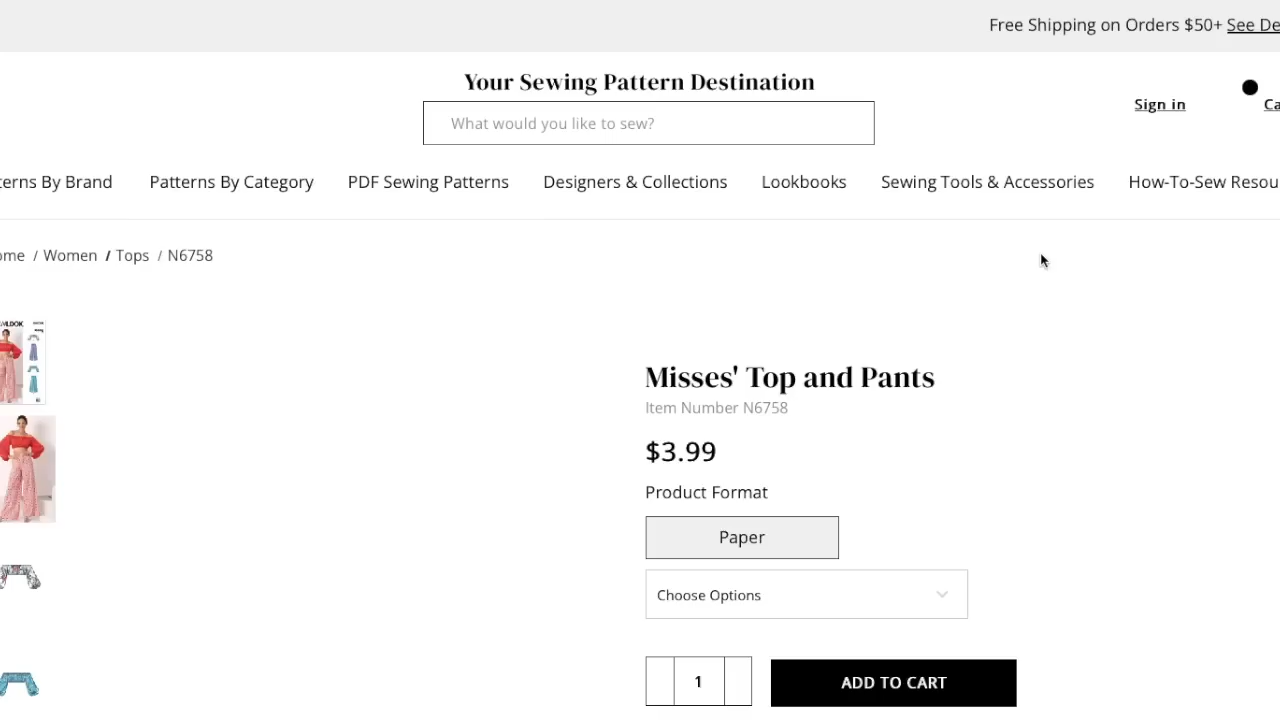 Free Shipping on Orders $50+ See De
Your Sewing Pattern Destination
What would you like to sew?
Sign in
Ca
terns By Brand Patterns By Category PDF Sewing Patterns Designers & Collections Lookbooks Sewing Tools & Accessories How-To-Sew Resou
ome / Women / Tops / N6758
Misses' Top and Pants
Item Number N6758
$3.99
Product Format
Paper
Choose Options
1
ADD TO CART